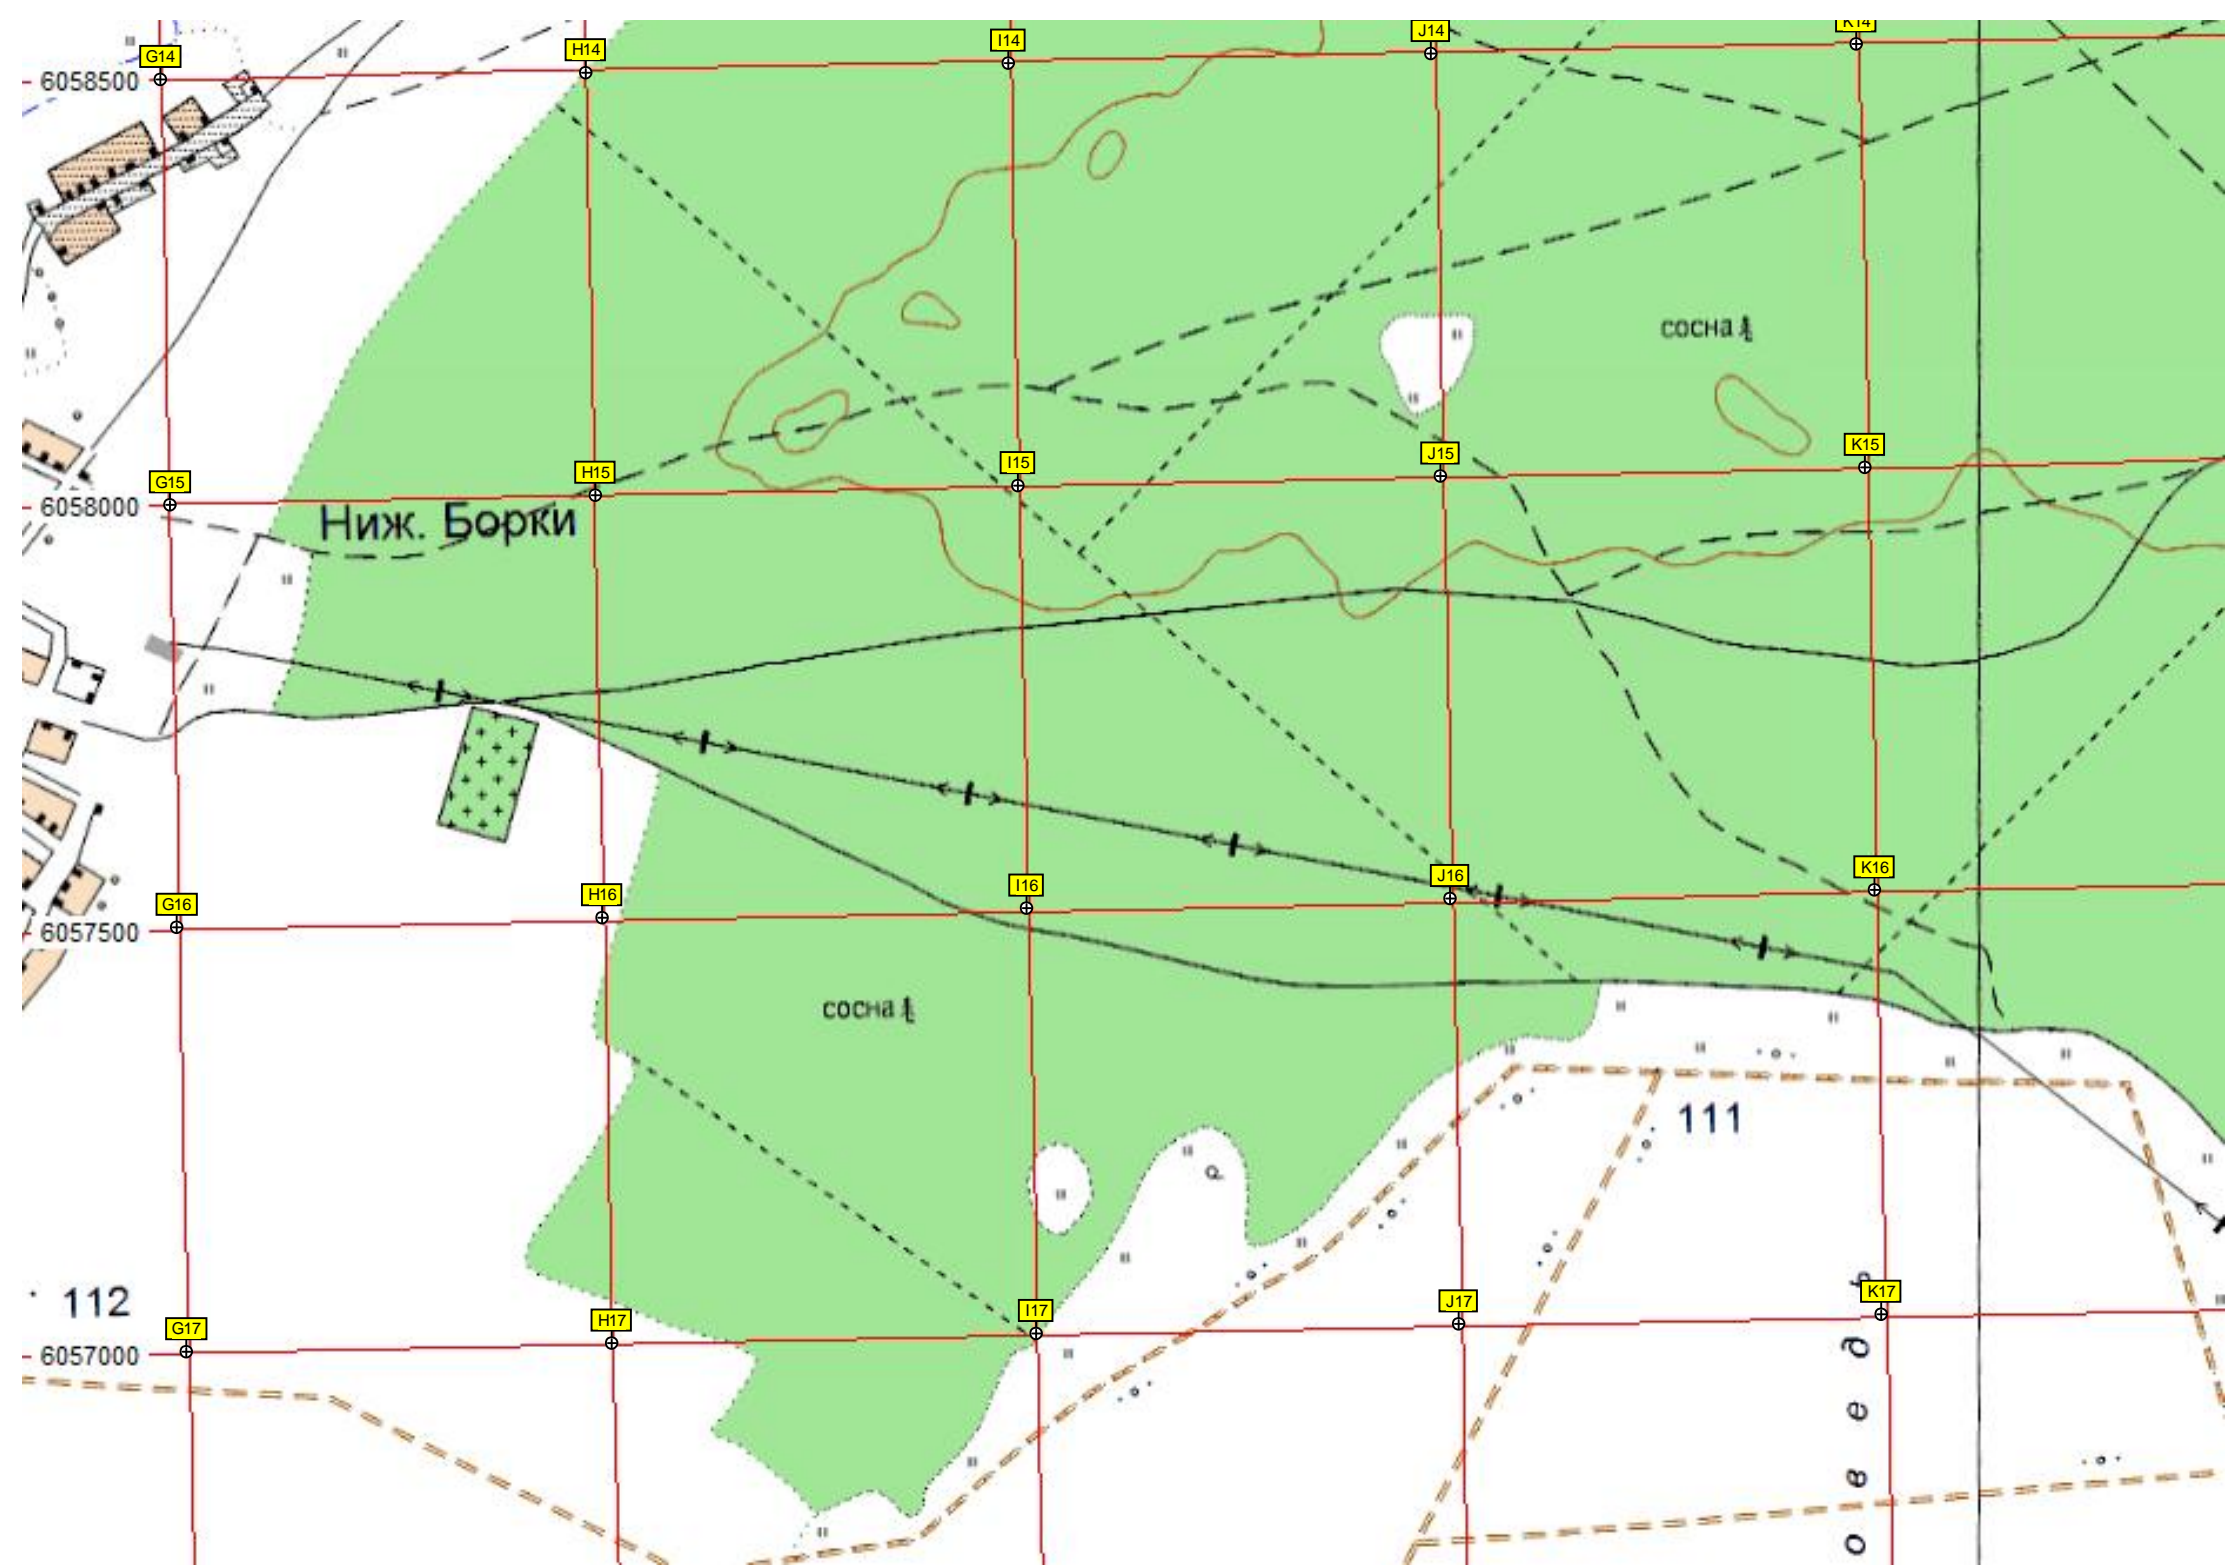 G14 H14 I14 J14 K14
6058500
сосна
G15 H15 I15 J15 K15
6058000
Ниж. Борки
G16 H16 I16 J16 K16
6057500
сосна
111
112
G17 H17 I17 J17 K17
6057000
о в е д ь